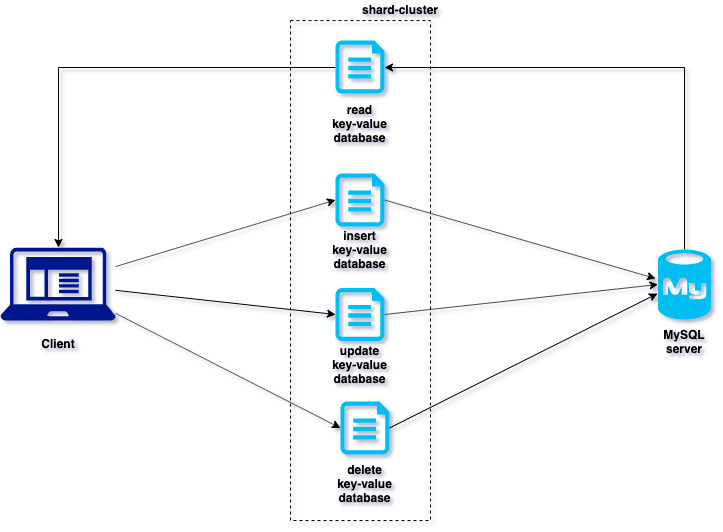 shard-cluster
read
key-value
database
insert
key-value
database
update
key-value
database
delete
key-value
database
Client
My
MySQL
server